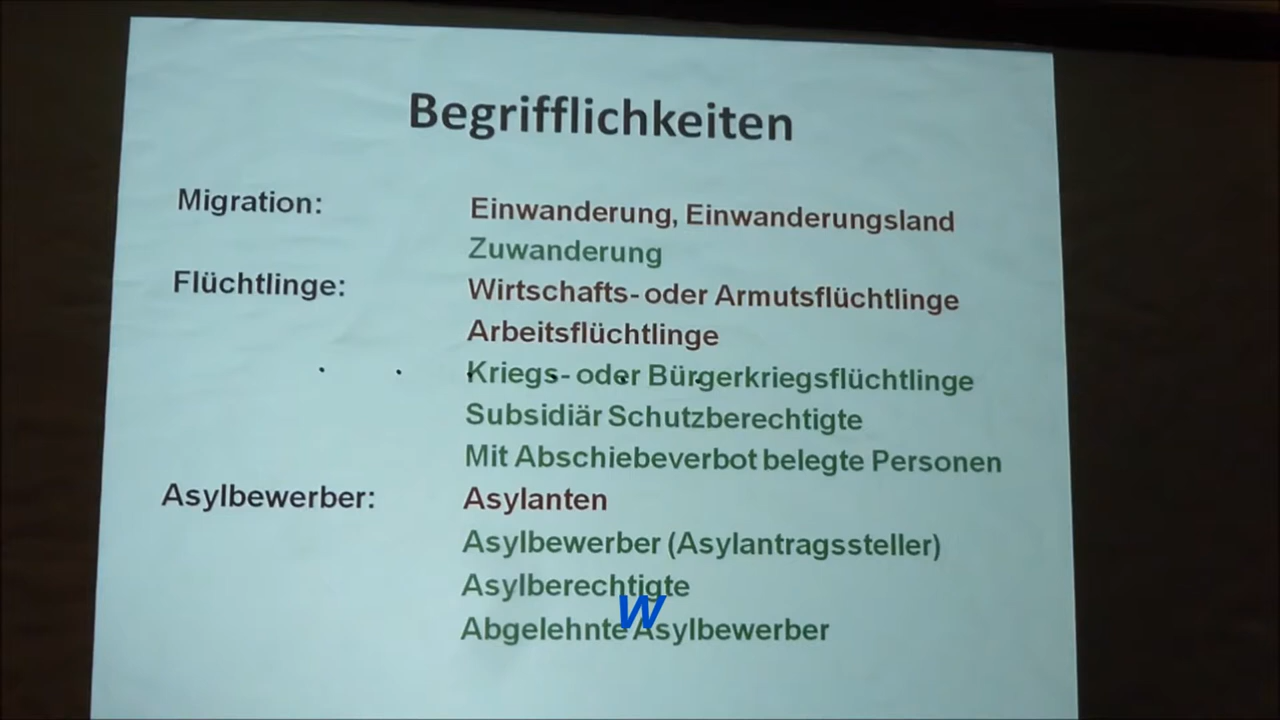 Begrifflichkeiten
Migration: Einwanderung, Einwanderungsland
Zuwanderung
Flüchtlinge: Wirtschafts- oder Armutsflüchtlinge
Arbeitsflüchtlinge
Kriegs- oder Bürgerkriegsflüchtlinge
Subsidiär Schutzberechtigte
Mit Abschiebeverbot belegte Personen
Asylbewerber: Asylanten
Asylbewerber (Asylantragssteller)
Asylberechtigte
W
Abgelehnte Asylbewerber